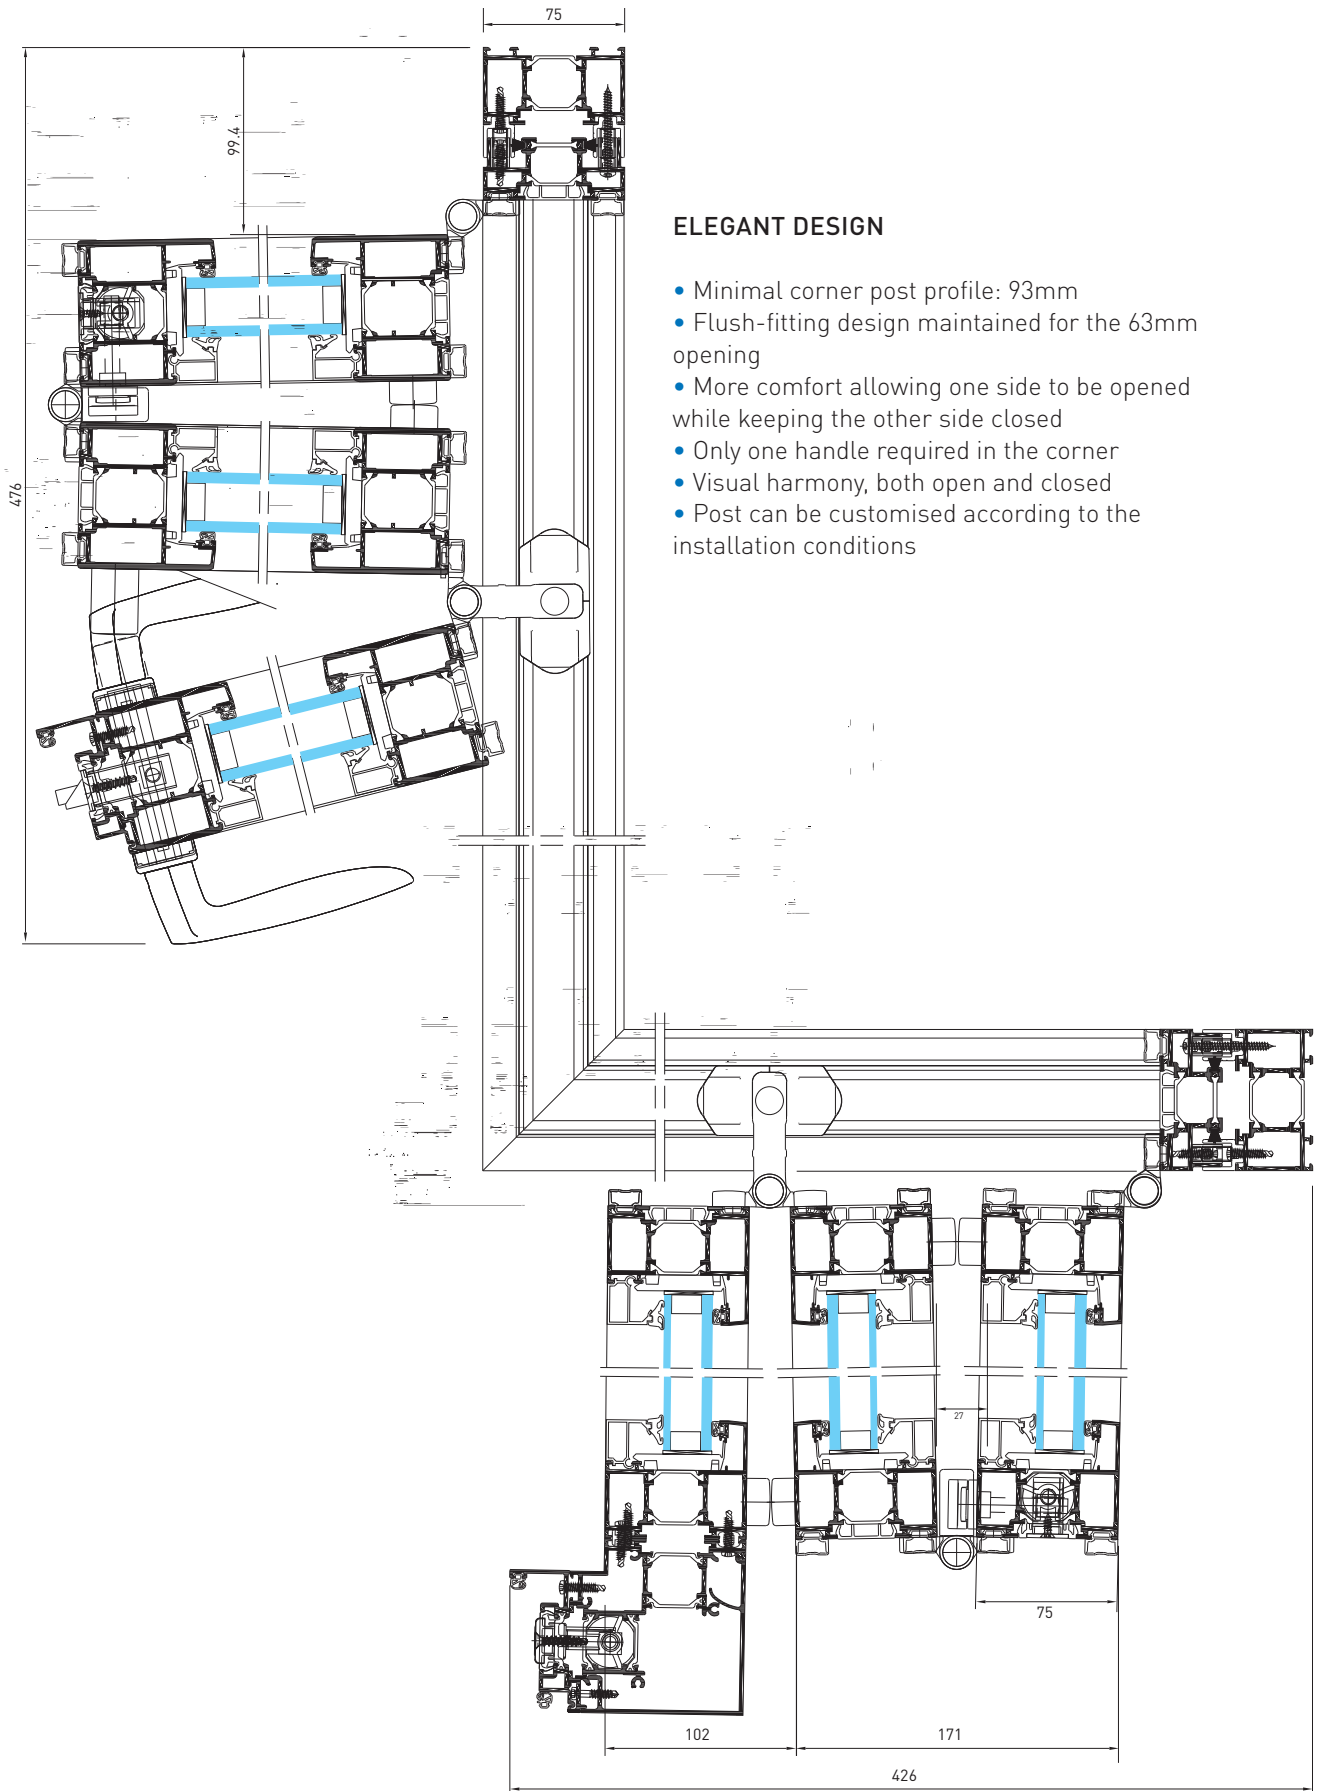 75
99.4
476
ELEGANT DESIGN
• Minimal corner post profile: 93mm
• Flush-fitting design maintained for the 63mm
opening
• More comfort allowing one side to be opened
while keeping the other side closed
• Only one handle required in the corner
• Visual harmony, both open and closed
• Post can be customised according to the
installation conditions
27
75
102
171
426